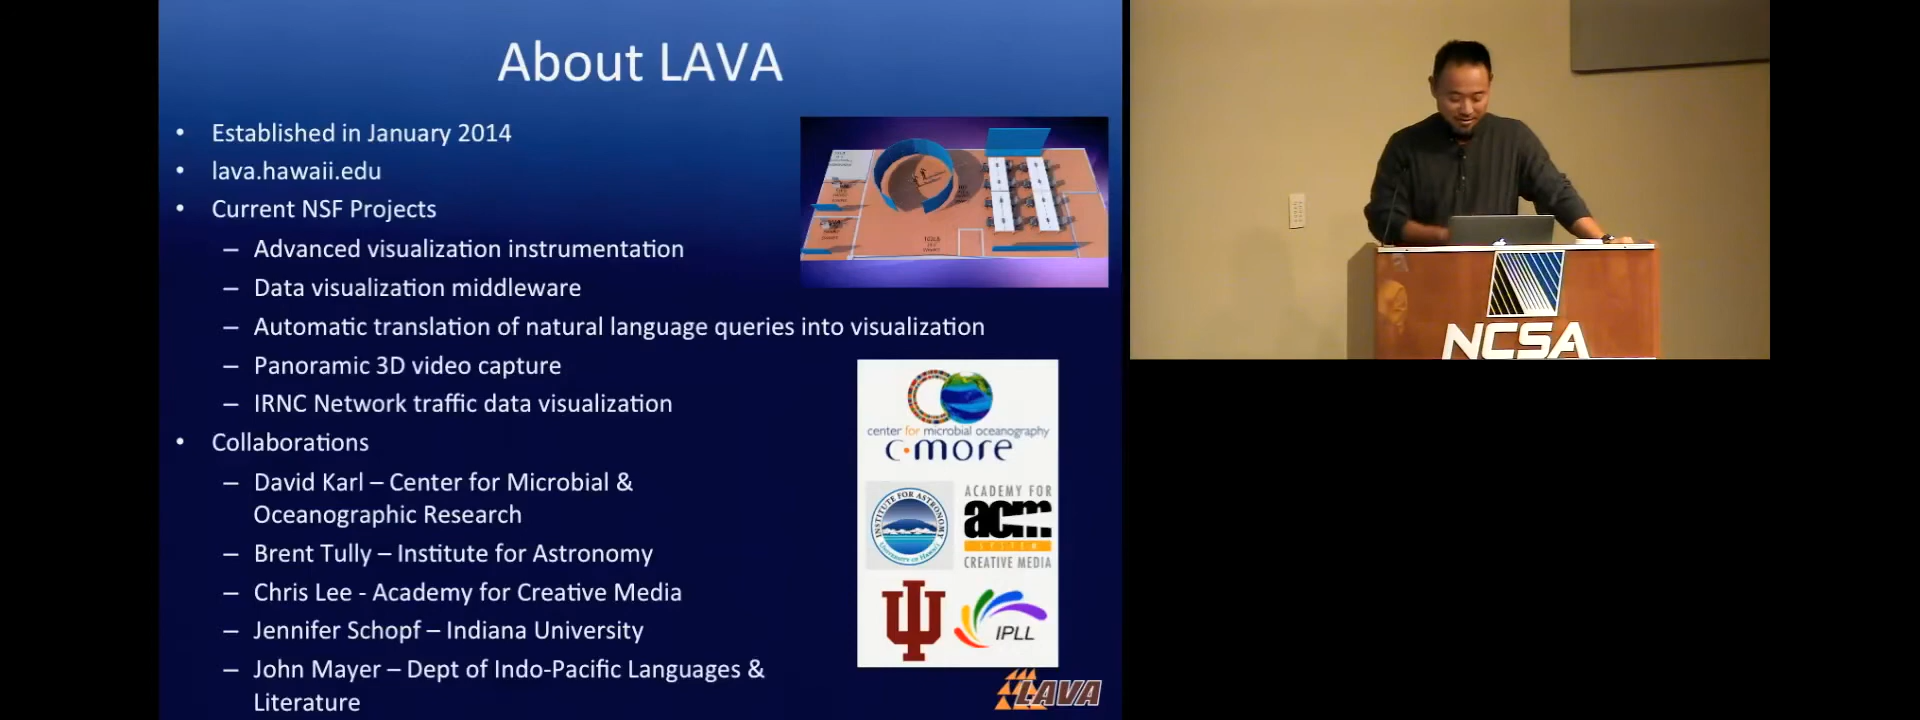 About LAVA
• Established in January 2014
• lava.hawaii.edu
• Current NSF Projects
– Advanced visualization instrumentation
– Data visualization middleware
– Automatic translation of natural language queries into visualization
– Panoramic 3D video capture
– IRNC Network traffic data visualization
• Collaborations
– David Karl – Center for Microbial &
Oceanographic Research
– Brent Tully – Institute for Astronomy
– Chris Lee - Academy for Creative Media
– Jennifer Schopf – Indiana University
– John Mayer – Dept of Indo-Pacific Languages &
Literature
center for microbial oceanography
c·more
INSTITUTE FOR ASTRONOMY
UNIVERSITY OF HAWAII
ACADEMY FOR
acm
SYSTEM
CREATIVE MEDIA
IPLL
LAVA
NCSA